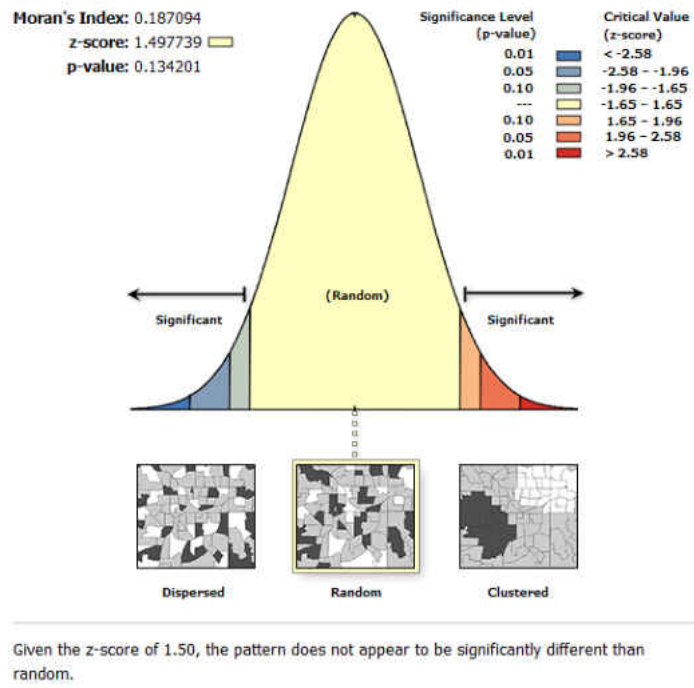 Moran's Index: 0.187094
z-score: 1.497739
p-value: 0.134201
Significance Level
(p-value)
Critical Value
(z-score)
0.01 < -2.58
0.05 -2.58 - -1.96
0.10 -1.96 - -1.65
--- -1.65 - 1.65
0.10 1.65 - 1.96
0.05 1.96 - 2.58
0.01 > 2.58
(Random)
Significant
Significant
Dispersed
Random
Clustered
Given the z-score of 1.50, the pattern does not appear to be significantly different than
random.